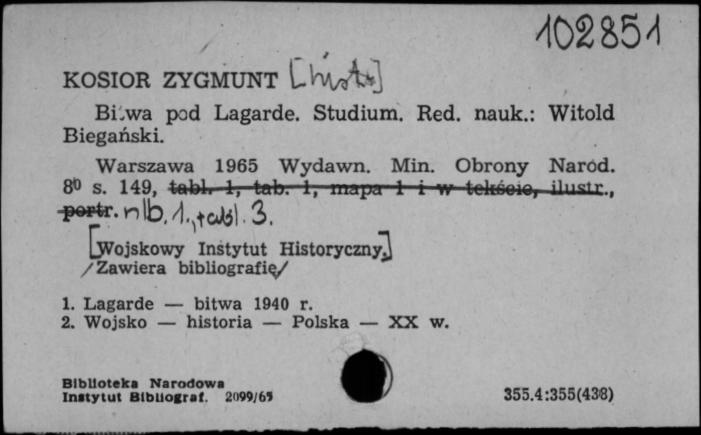 102851
KOSIOR ZYGMUNT [hist.]
Bitwa pod Lagarde. Studium. Red. nauk.: Witold
Biegański.
Warszawa 1965 Wydawn. Min. Obrony Narod.
8⁰ s. 149, tabl. 1, tab. 1, mapa 1 i w tekście, ilustr.,
portr. nlb. 1., tabl. 3.
[Wojskowy Instytut Historyczny.]
/Zawiera bibliografię/
1. Lagarde — bitwa 1940 r.
2. Wojsko — historia — Polska — XX w.
Biblioteka Narodowa
Instytut Bibliograf. 2099/65
355.4:355(438)